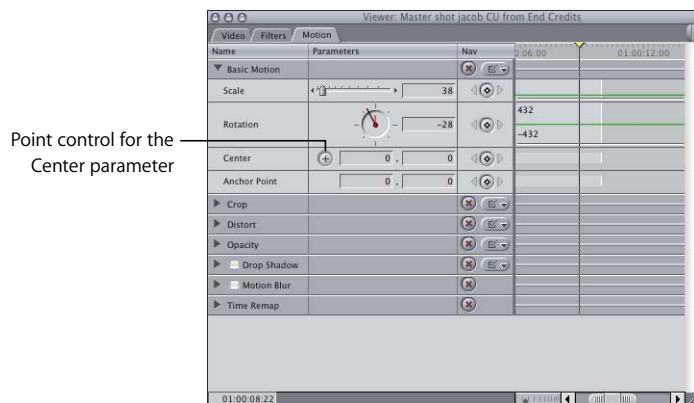 Viewer: Master shot jacob CU from End Credits
Video Filters Motion
Name Parameters Nav 0:06:00 01:00:12:00
Basic Motion
Scale 38
Rotation -28 432
-432
Point control for the
Center parameter
Center 0 , 0
Anchor Point 0 , 0
Crop
Distort
Opacity
Drop Shadow
Motion Blur
Time Remap
01:00:08:22